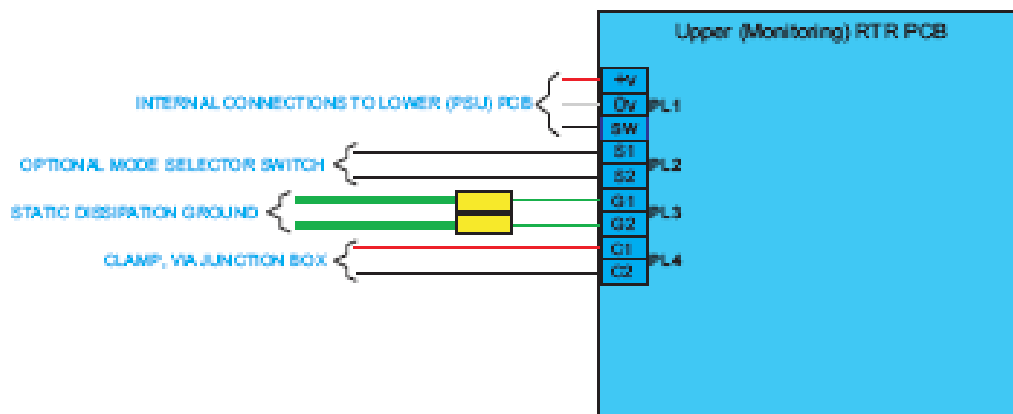 Upper (Monitoring) RTR PCB
INTERNAL CONNECTIONS TO LOWER (PSU) PCB
+V
0V
SW
PL1
OPTIONAL MODE SELECTOR SWITCH
S1
S2
PL2
STATIC DISSIPATION GROUND
G1
G2
PL3
CLAMP, VIA JUNCTION BOX
C1
C2
PL4